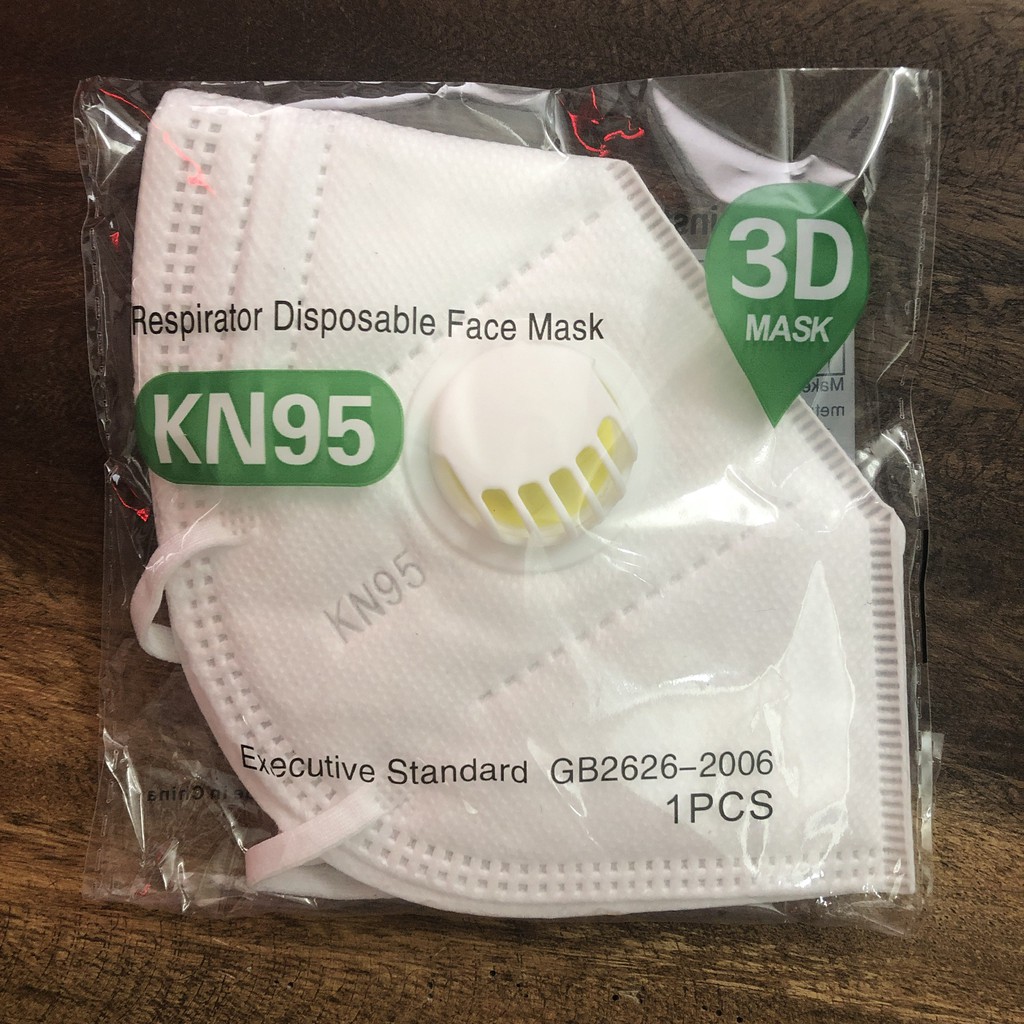 3D
MASK
Respirator Disposable Face Mask
KN95
KN95
Executive Standard GB2626-2006
1PCS